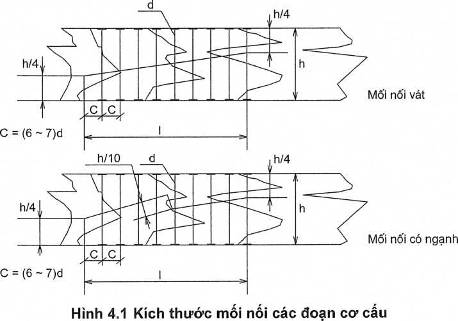 d
h/4
h/4
h
Mối nối vát
C C
C = (6 ~ 7)d
l
h/10
d
h/4
h/4
h
Mối nối có ngạnh
C C
C = (6 ~ 7)d
l
Hình 4.1 Kích thước mối nối các đoạn cơ cấu